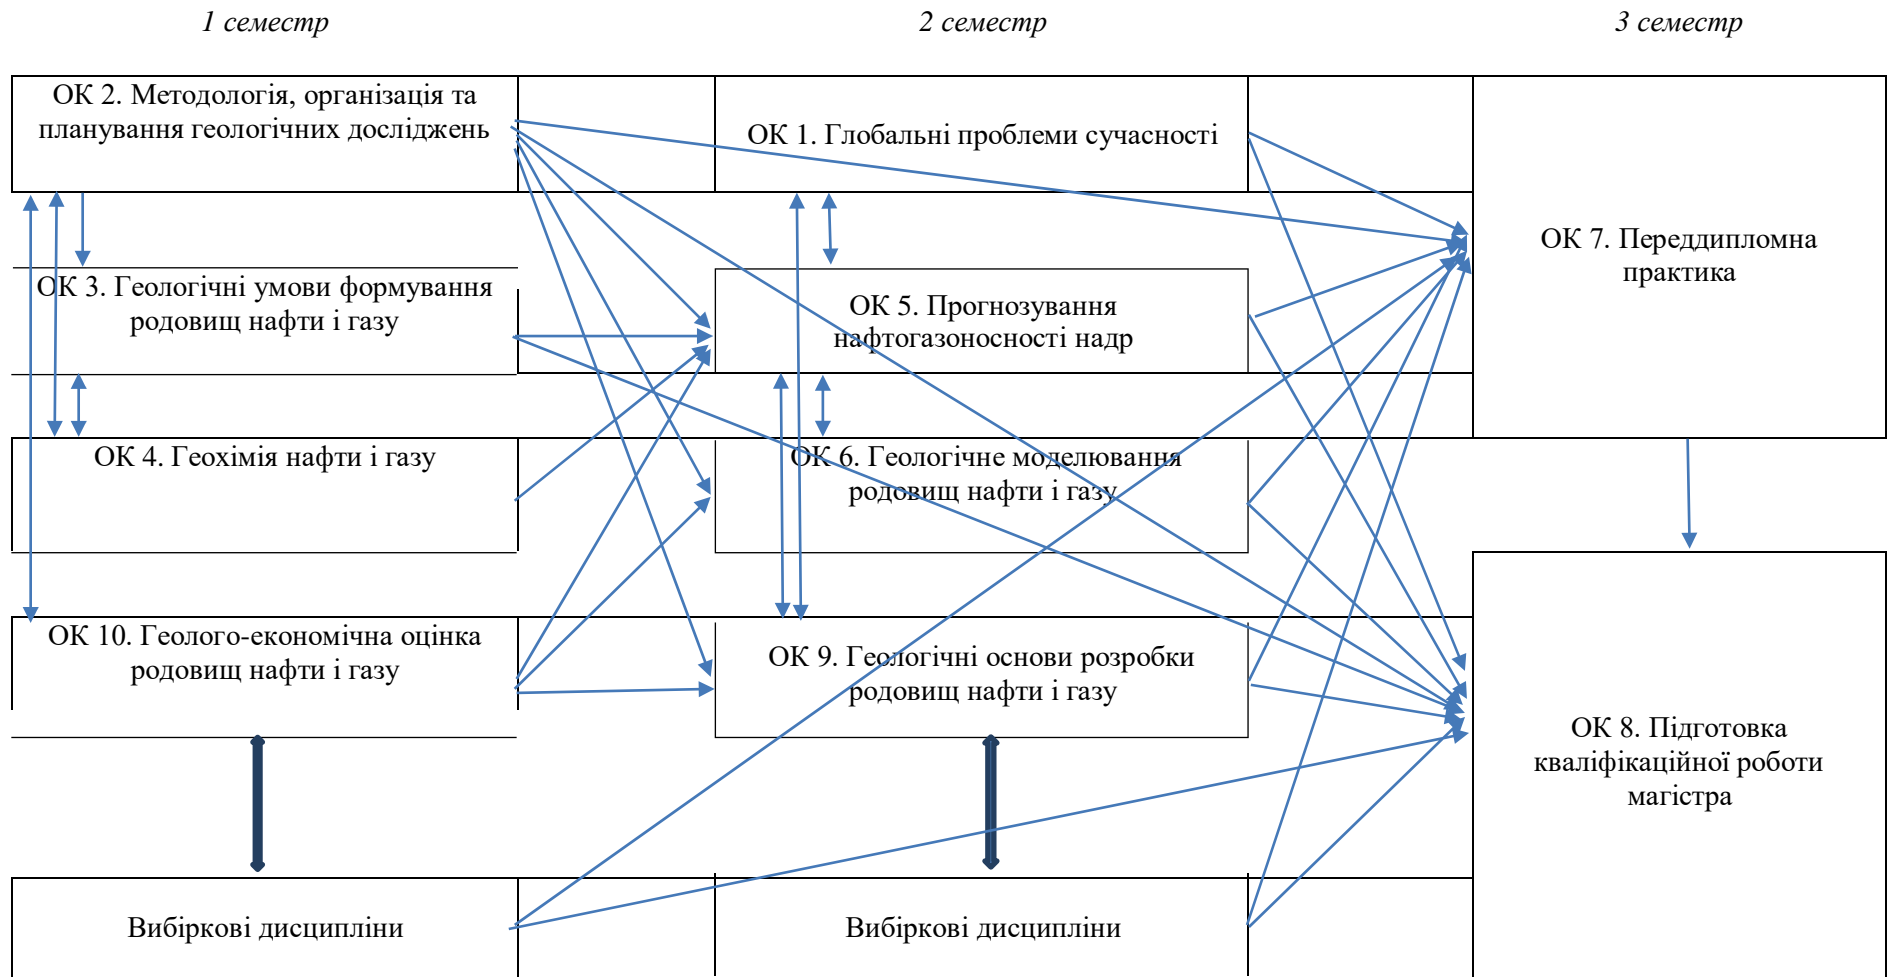 1 семестр
2 семестр
3 семестр
ОК 2. Методологія, організація та
планування геологічних досліджень
ОК 1. Глобальні проблеми сучасності
ОК 7. Переддипломна
практика
ОК 3. Геологічні умови формування
родовищ нафти і газу
ОК 5. Прогнозування
нафтогазоносності надр
ОК 4. Геохімія нафти і газу
ОК 6. Геологічне моделювання
родовищ нафти і газу
ОК 10. Геолого-економічна оцінка
родовищ нафти і газу
ОК 9. Геологічні основи розробки
родовищ нафти і газу
ОК 8. Підготовка
кваліфікаційної роботи
магістра
Вибіркові дисципліни
Вибіркові дисципліни